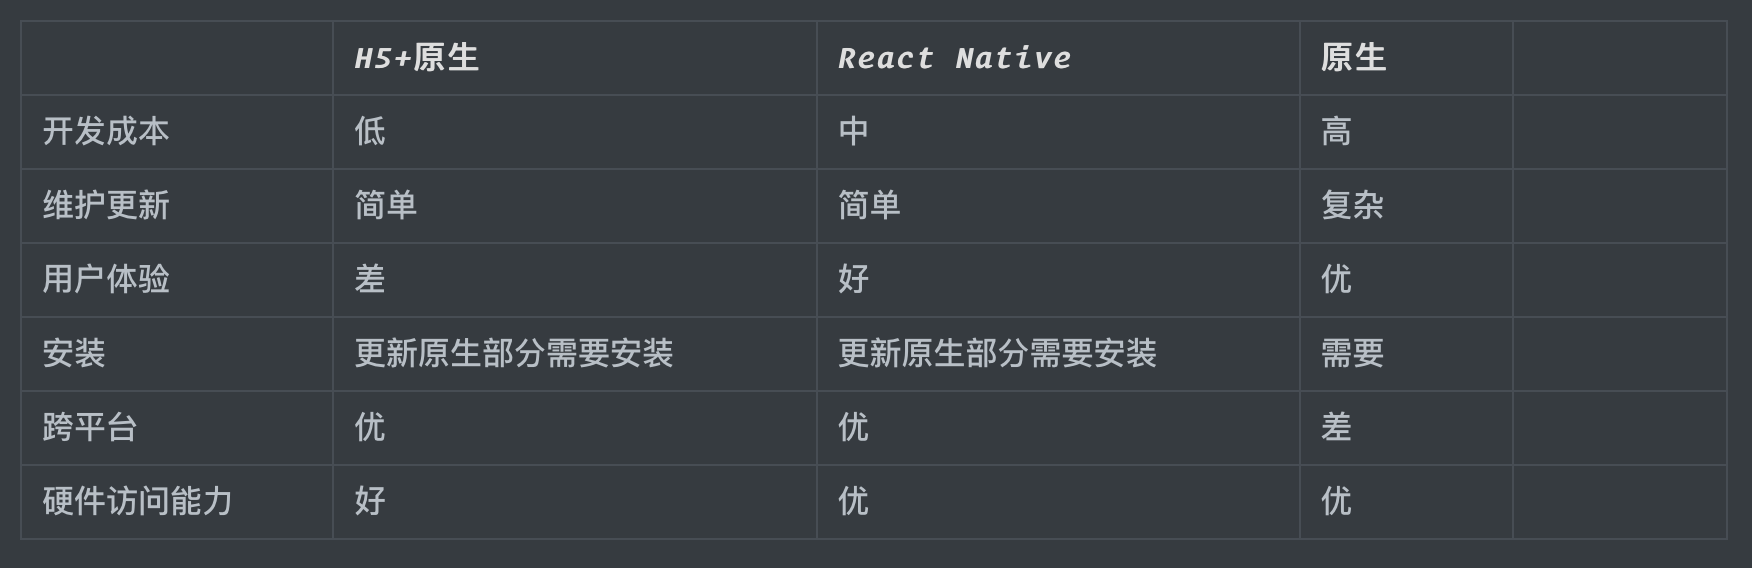 H5+原生 React Native 原生
开发成本 低 中 高
维护更新 简单 简单 复杂
用户体验 差 好 优
安装 更新原生部分需要安装 更新原生部分需要安装 需要
跨平台 优 优 差
硬件访问能力 好 优 优